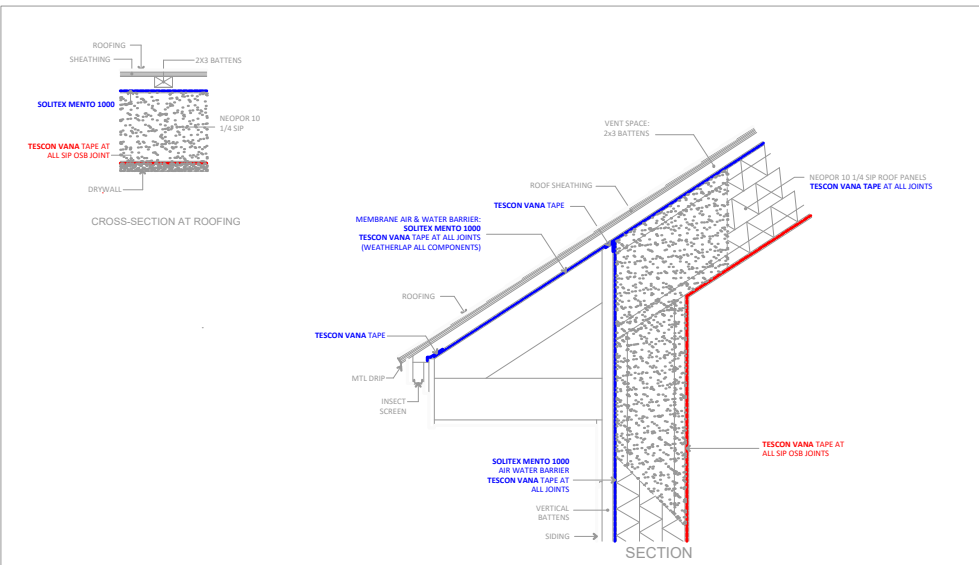 ROOFING
SHEATHING
2X3 BATTENS
SOLITEX MENTO 1000
NEOPOR 10
1/4 SIP
TESCON VANA TAPE AT
ALL SIP OSB JOINT
DRYWALL
CROSS-SECTION AT ROOFING
VENT SPACE:
2x3 BATTENS
ROOF SHEATHING
NEOPOR 10 1/4 SIP ROOF PANELS
TESCON VANA TAPE AT ALL JOINTS
TESCON VANA TAPE
MEMBRANE AIR & WATER BARRIER:
SOLITEX MENTO 1000
TESCON VANA TAPE AT ALL JOINTS
(WEATHERLAP ALL COMPONENTS)
ROOFING
TESCON VANA TAPE
MTL DRIP
INSECT
SCREEN
TESCON VANA TAPE AT
ALL SIP OSB JOINTS
SOLITEX MENTO 1000
AIR WATER BARRIER
TESCON VANA TAPE AT
ALL JOINTS
VERTICAL
BATTENS
SIDING
SECTION